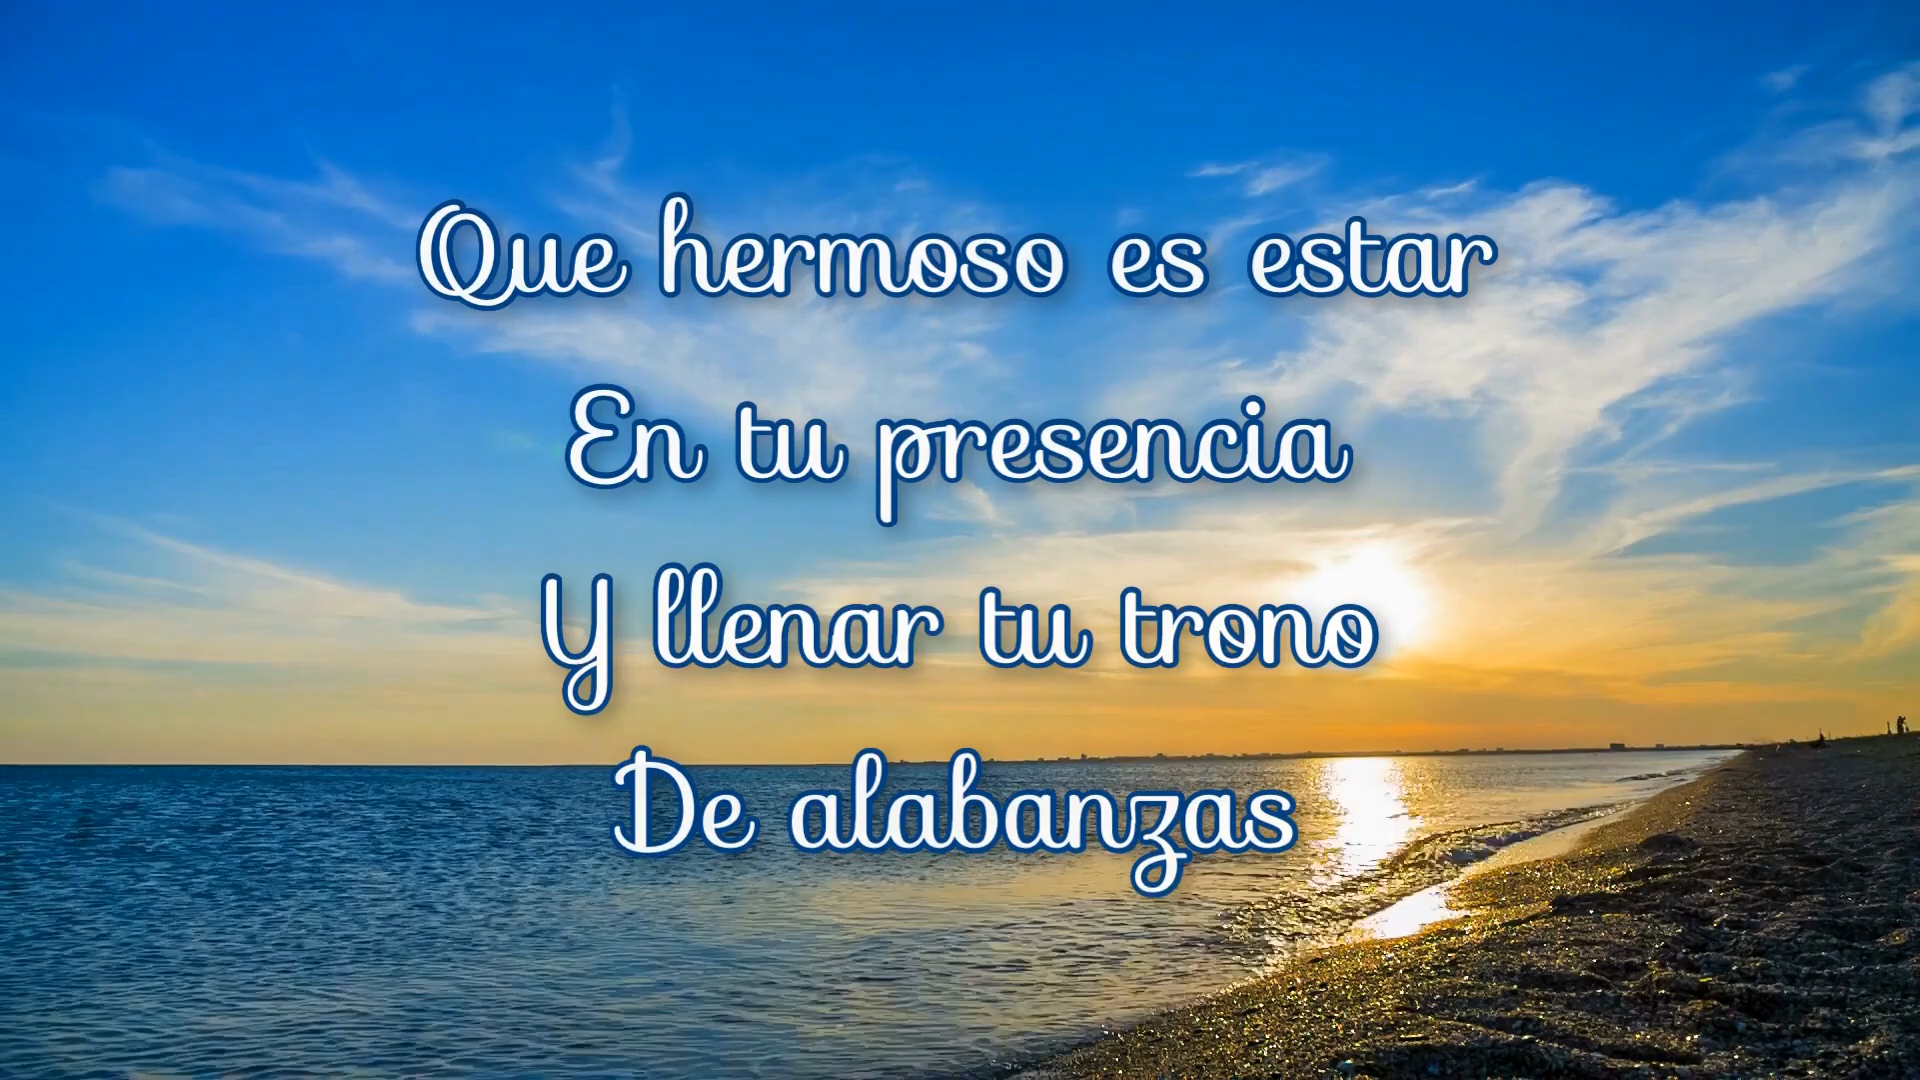 Que hermoso es estar
En tu presencia
Y llenar tu trono
De alabanzas